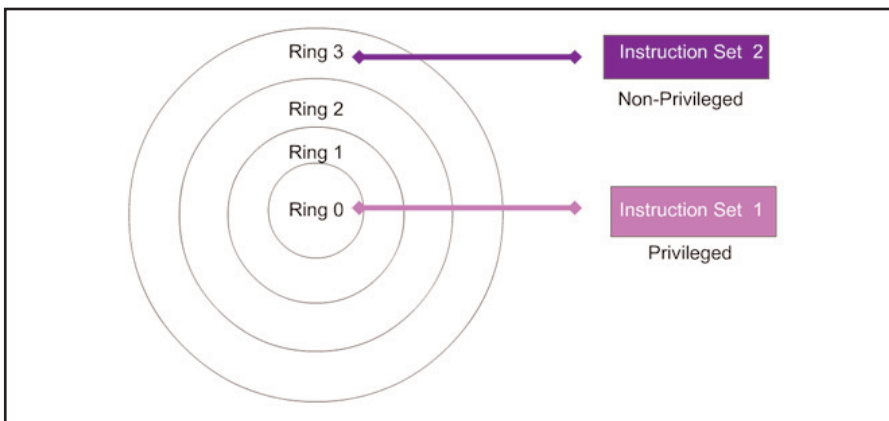 Ring 3
Instruction Set 2
Non-Privileged
Ring 2
Ring 1
Ring 0
Instruction Set 1
Privileged